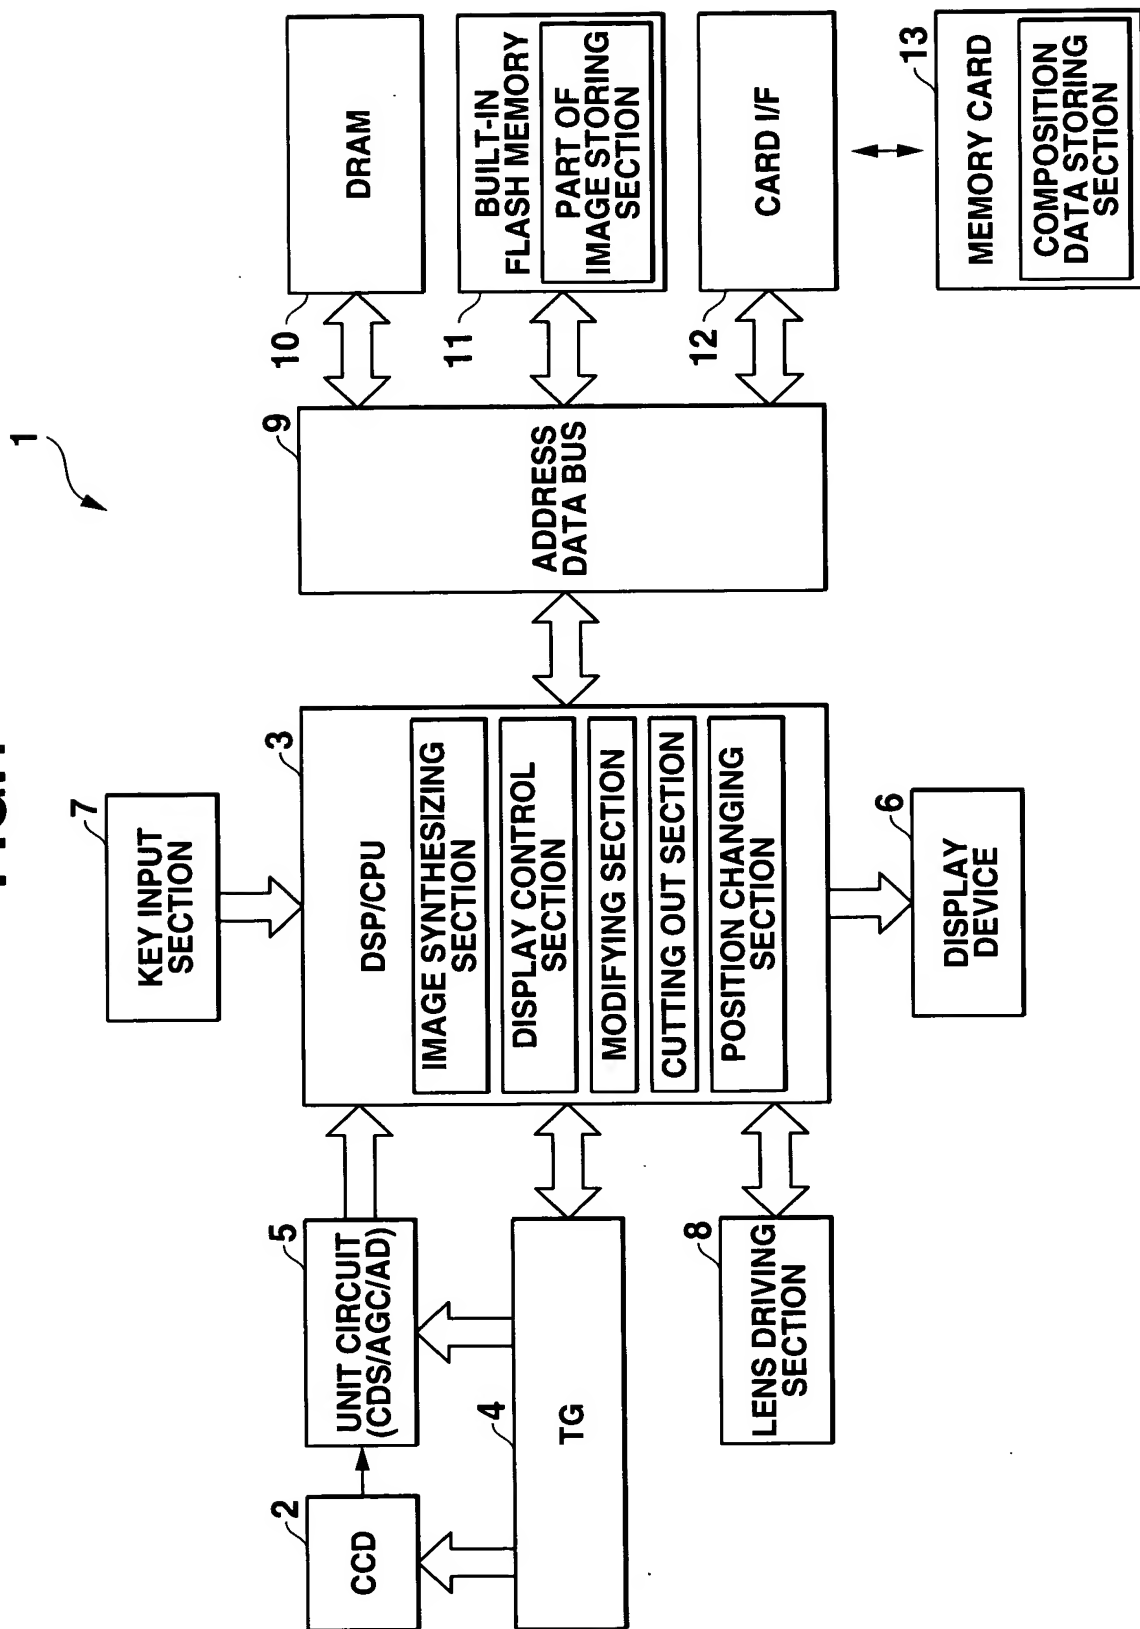 1
2
CCD
5
UNIT CIRCUIT
(CDS/AGC/AD)
4
TG
8
LENS DRIVING
SECTION
7
KEY INPUT
SECTION
3
DSP/CPU
IMAGE SYNTHESIZING
SECTION
DISPLAY CONTROL
SECTION
MODIFYING SECTION
CUTTING OUT SECTION
POSITION CHANGING
SECTION
6
DISPLAY
DEVICE
9
ADDRESS
DATA BUS
10
DRAM
11
BUILT-IN
FLASH MEMORY
PART OF
IMAGE STORING
SECTION
12
CARD I/F
13
MEMORY CARD
COMPOSITION
DATA STORING
SECTION